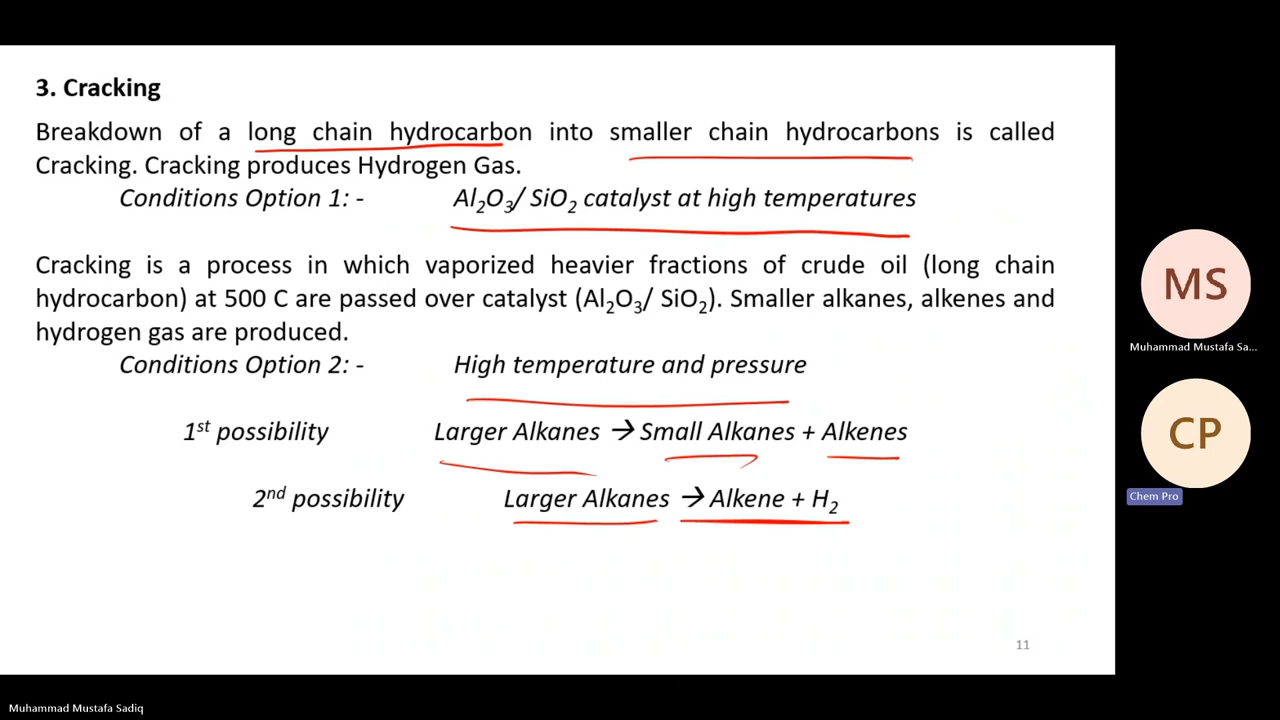 3. Cracking
Breakdown of a long chain hydrocarbon into smaller chain hydrocarbons is called
Cracking. Cracking produces Hydrogen Gas.
Conditions Option 1: - Al₂O₃/ SiO₂ catalyst at high temperatures
Cracking is a process in which vaporized heavier fractions of crude oil (long chain
hydrocarbon) at 500 C are passed over catalyst (Al₂O₃/ SiO₂). Smaller alkanes, alkenes and
hydrogen gas are produced.
Conditions Option 2: - High temperature and pressure
1st possibility Larger Alkanes → Small Alkanes + Alkenes
2nd possibility Larger Alkanes → Alkene + H₂
11
MS
Muhammad Mustafa Sa...
CP
Chem Pro
Muhammad Mustafa Sadiq